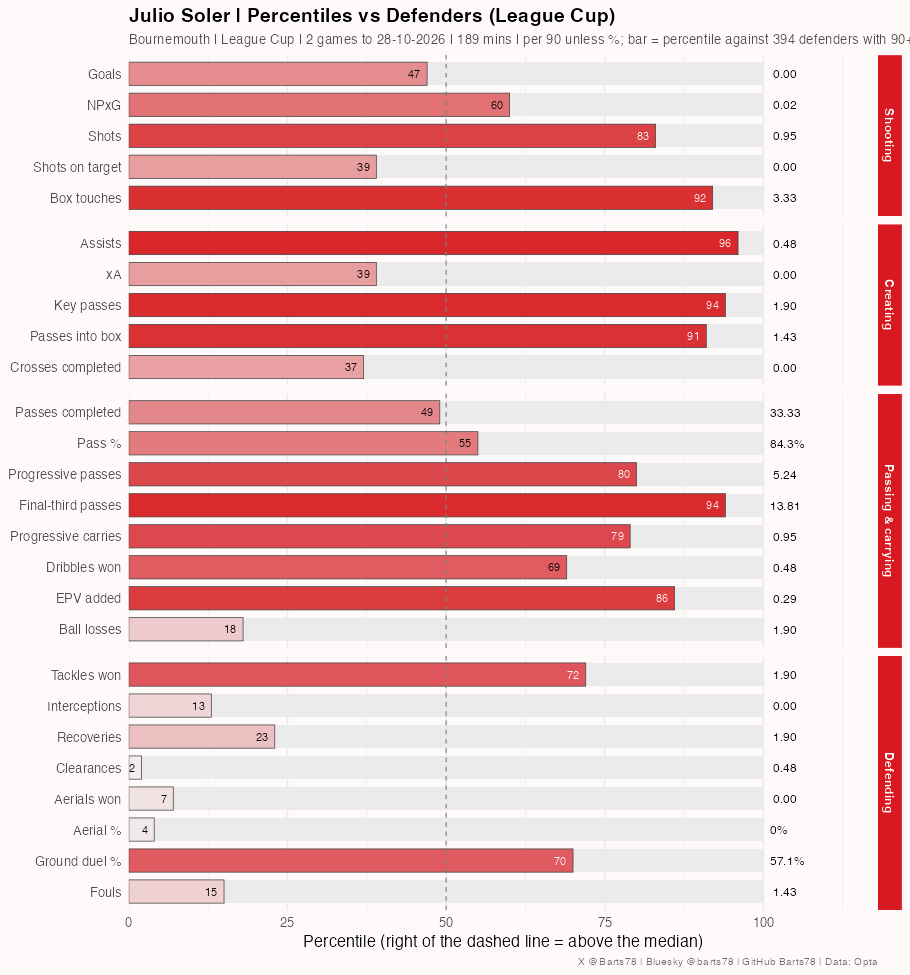 Julio Soler | Percentiles vs Defenders (League Cup)
Bournemouth | League Cup | 2 games to 28-10-2026 | 189 mins | per 90 unless %; bar = percentile against 394 defenders with 90+
Goals 47 0.00
NPxG 60 0.02
Shots 83 0.95
Shots on target 39 0.00
Box touches 92 3.33
Shooting
Assists 96 0.48
xA 39 0.00
Key passes 94 1.90
Passes into box 91 1.43
Crosses completed 37 0.00
Creating
Passes completed 49 33.33
Pass % 55 84.3%
Progressive passes 80 5.24
Final-third passes 94 13.81
Progressive carries 79 0.95
Dribbles won 69 0.48
EPV added 86 0.29
Ball losses 18 1.90
Passing & carrying
Tackles won 72 1.90
Interceptions 13 0.00
Recoveries 23 1.90
Clearances 2 0.48
Aerials won 7 0.00
Aerial % 4 0%
Ground duel % 70 57.1%
Fouls 15 1.43
Defending
0 25 50 75 100
Percentile (right of the dashed line = above the median)
X @Barts78 | Bluesky @barts78 | GitHub Barts78 | Data: Opta